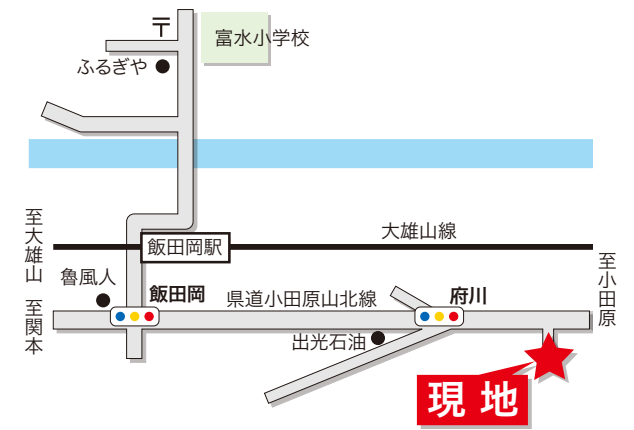 〒
富水小学校
ふるぎや
至大雄山
大雄山線
飯田岡駅
至小田原
魯風人
飯田岡
県道小田原山北線
府川
至関本
出光石油
現地